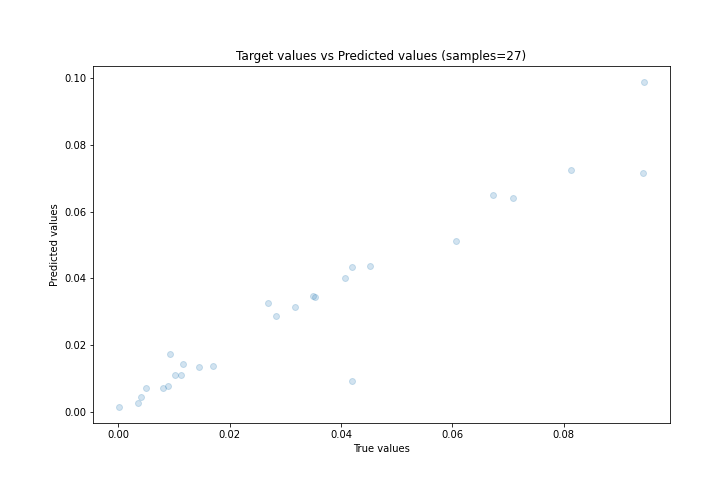 Target values vs Predicted values (samples=27)
0.10
0.08
0.06
0.04
0.02
0.00
Predicted values
0.00 0.02 0.04 0.06 0.08
True values